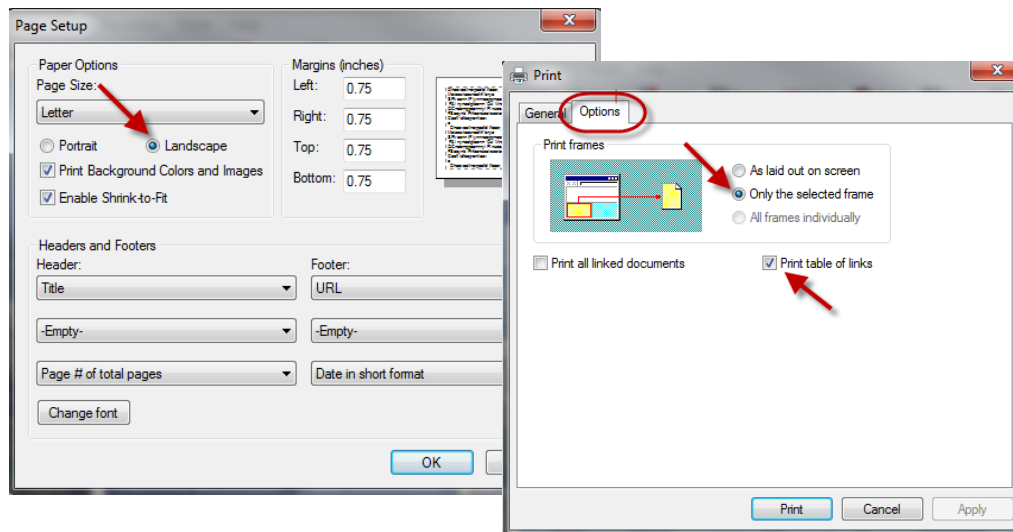 Page Setup
Paper Options
Page Size:
Letter
Portrait
Landscape
Print Background Colors and Images
Enable Shrink-to-Fit
Margins (inches)
Left: 0.75
Right: 0.75
Top: 0.75
Bottom: 0.75
Headers and Footers
Header:
Footer:
Title
URL
-Empty-
-Empty-
Page # of total pages
Date in short format
Change font
OK
Print
General
Options
Print frames
As laid out on screen
Only the selected frame
All frames individually
Print all linked documents
Print table of links
Print
Cancel
Apply